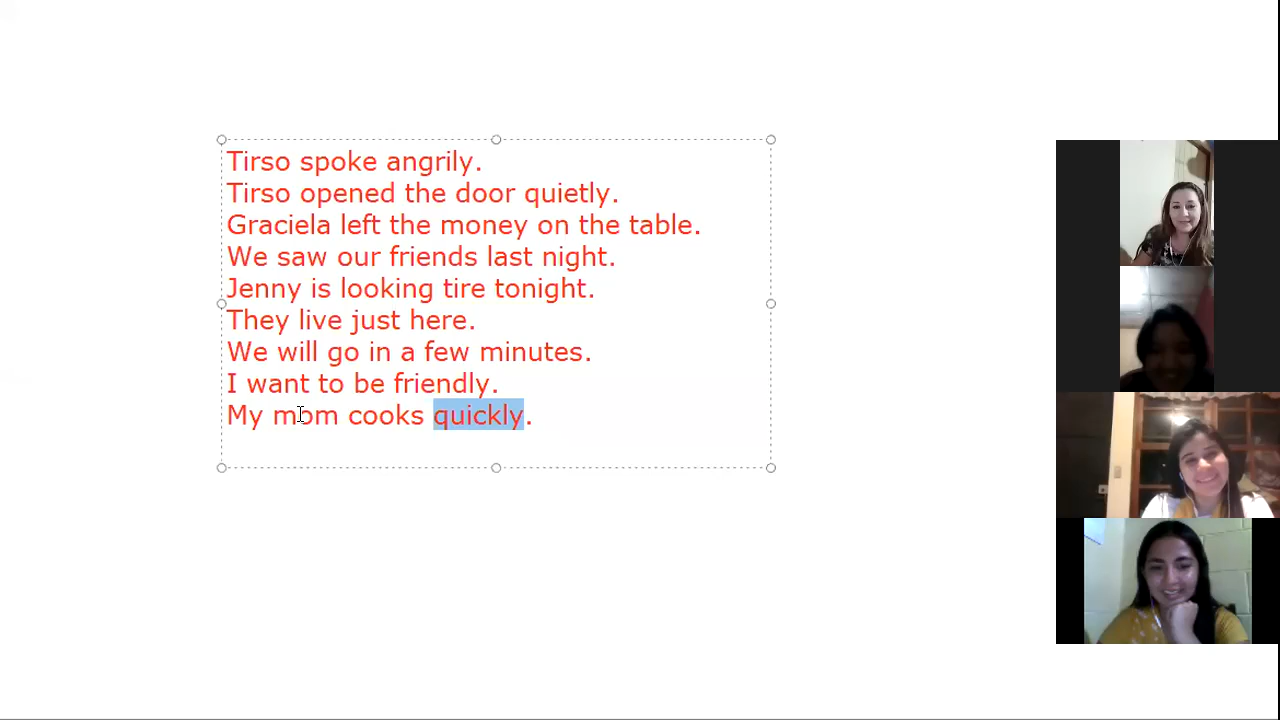 Tirso spoke angrily.
Tirso opened the door quietly.
Graciela left the money on the table.
We saw our friends last night.
Jenny is looking tire tonight.
They live just here.
We will go in a few minutes.
I want to be friendly.
My mom cooks quickly.